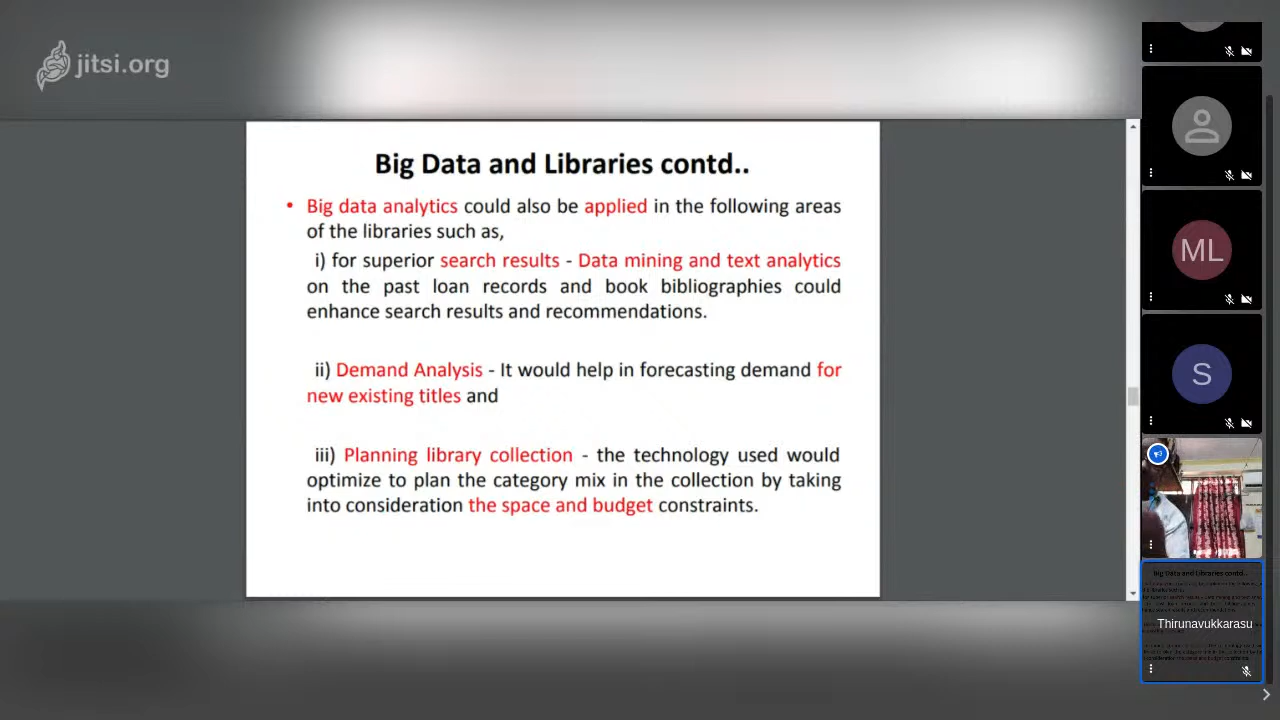 jitsi.org
Big Data and Libraries contd..
• Big data analytics could also be applied in the following areas
of the libraries such as,
i) for superior search results - Data mining and text analytics
on the past loan records and book bibliographies could
enhance search results and recommendations.
ii) Demand Analysis - It would help in forecasting demand for
new existing titles and
iii) Planning library collection - the technology used would
optimize to plan the category mix in the collection by taking
into consideration the space and budget constraints.
ML
S
Big Data and Libraries contd..
Thirunavukkarasu